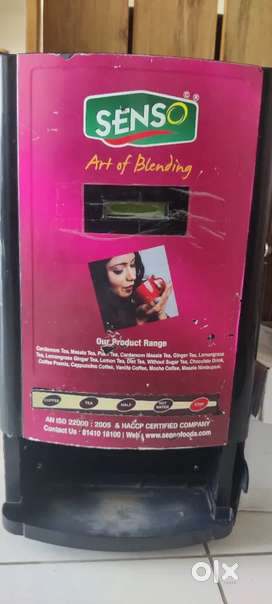 © ®
SENSO
Art of Blending
Our Product Range
Cardamom Tea, Masala Tea, Tea, Cardamom Masala Tea, Ginger Tea, Lemongrass
Tea, Lemongrass Ginger Tea, Lemon Tea, Diet Tea, Without Sugar Tea, Chocolate Drink,
Coffee Premix, Cappuccino Coffee, Vanilla Coffee, Mocha Coffee, Masala
COFFEE TEA HALF HOT WATER STOP
AN ISO 22000 : 2005 & HACCP CERTIFIED COMPANY
Contact Us : 81410 18100 | Web : www.sensofoods.com
olx